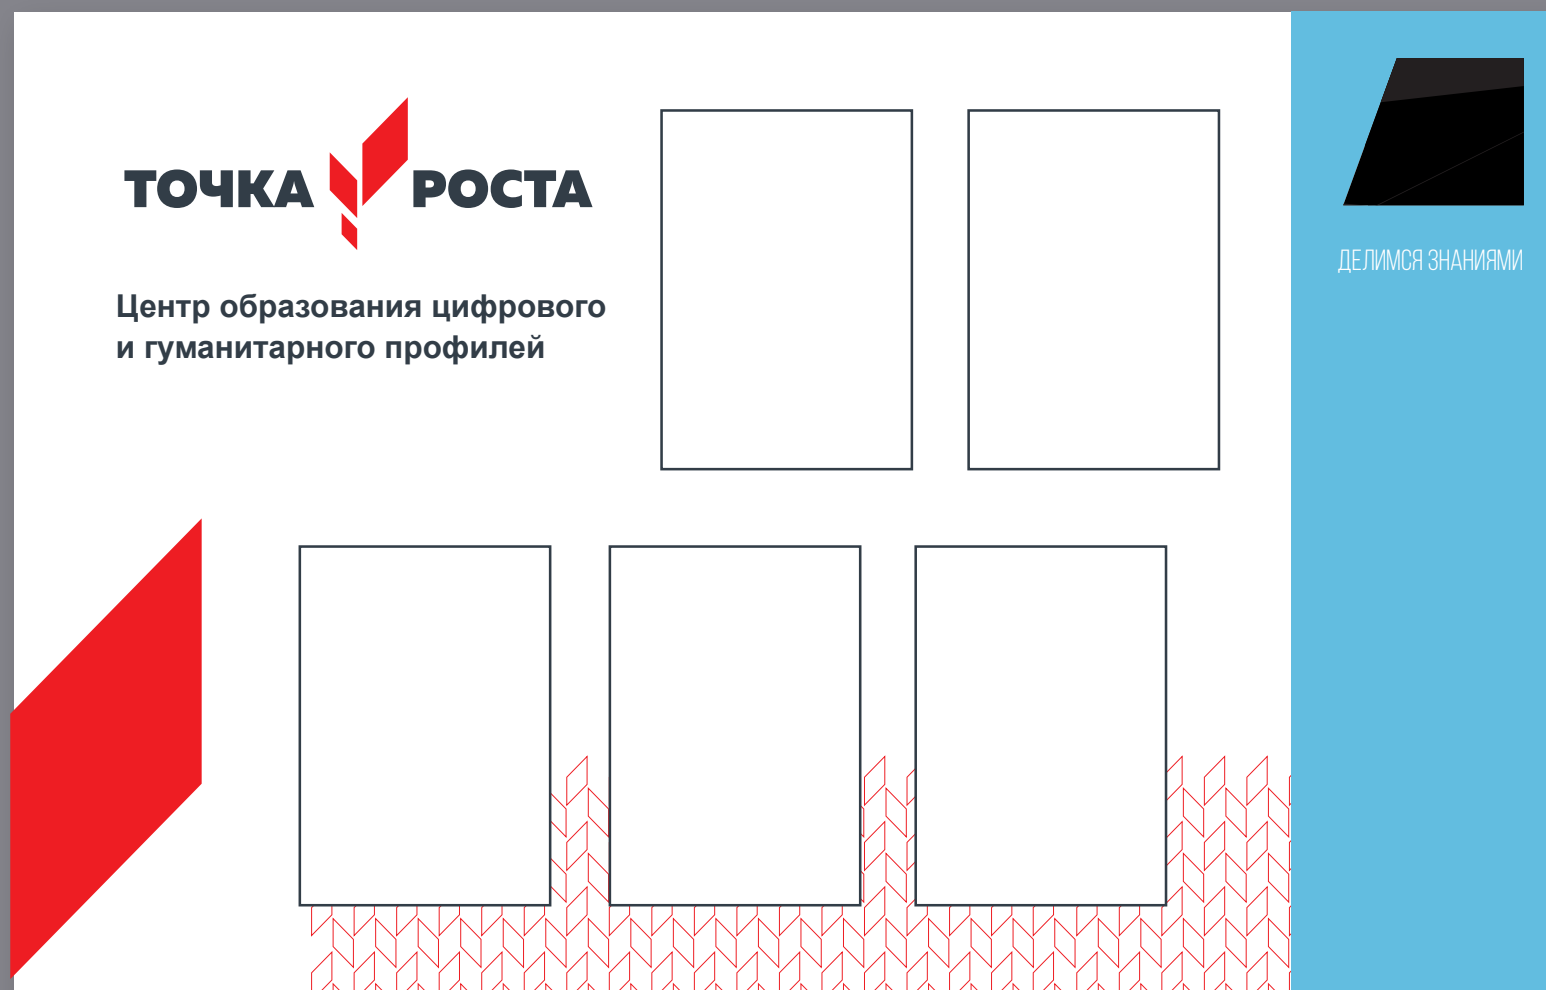 ТОЧКА РОСТА
Центр образования цифрового
и гуманитарного профилей
ДЕЛИМСЯ ЗНАНИЯМИ